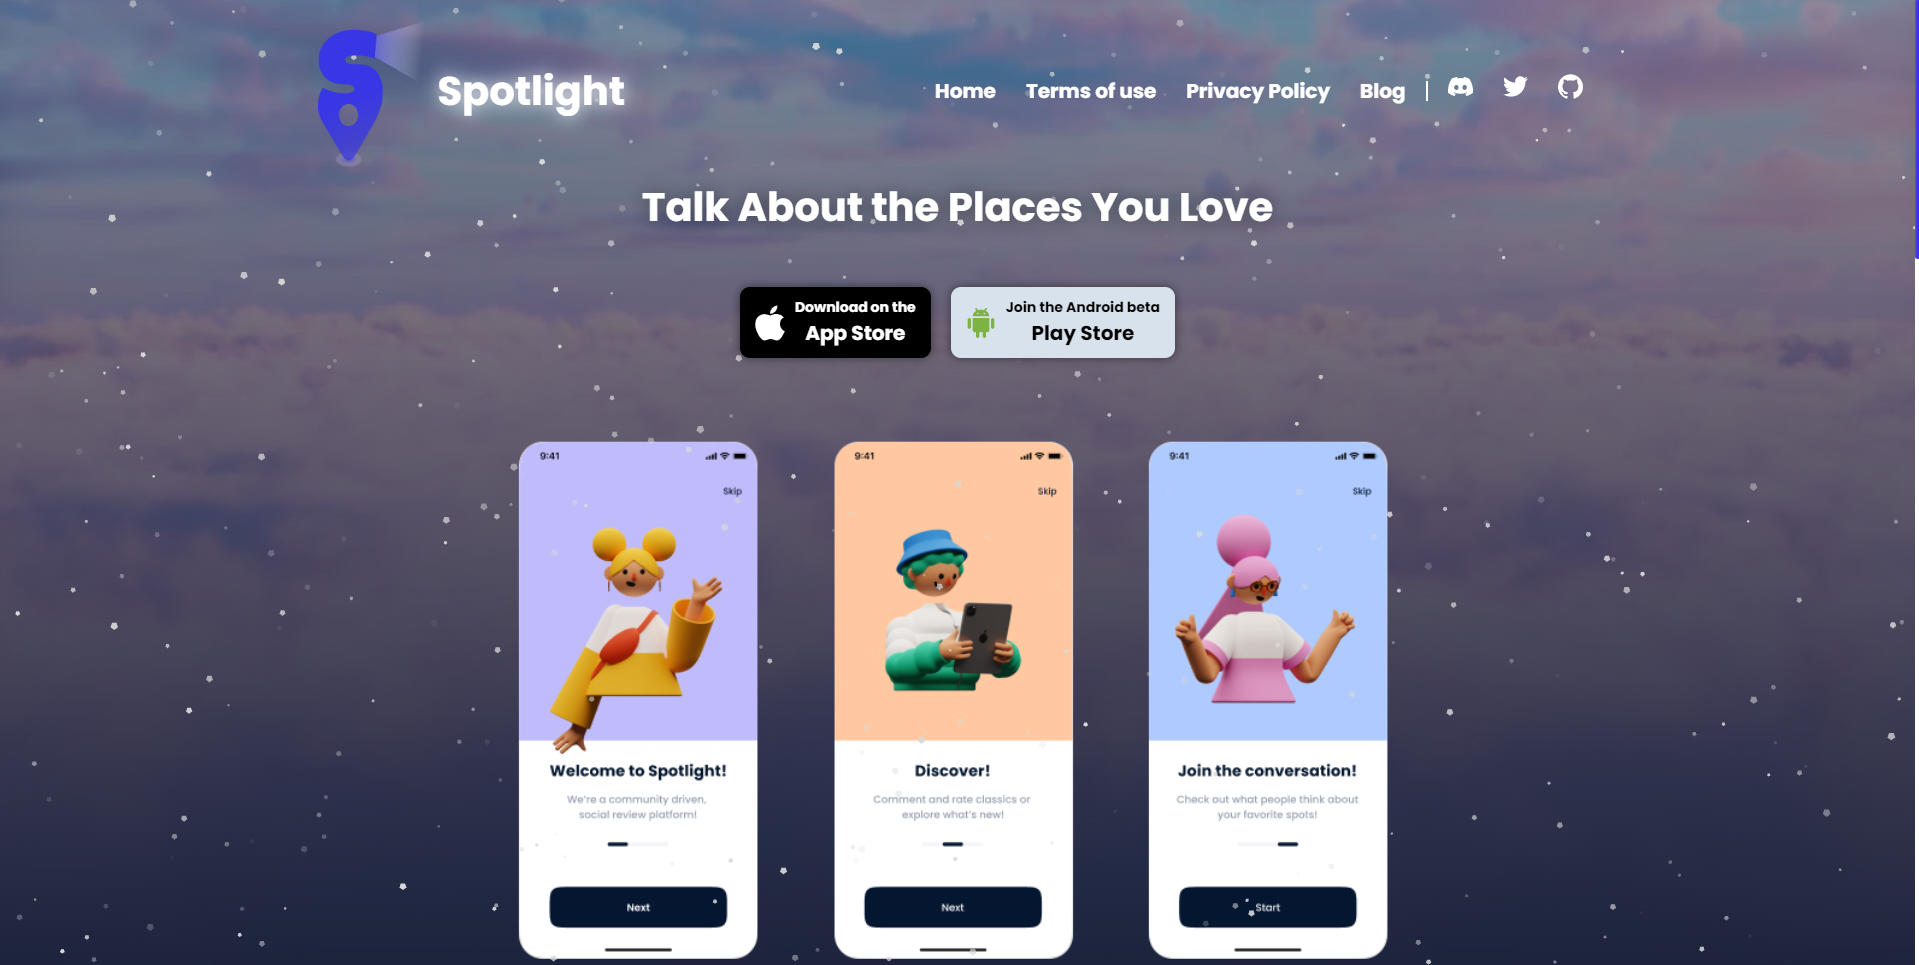 Spotlight
Home
Terms of use
Privacy Policy
Blog
Talk About the Places You Love
Download on the
App Store
Join the Android beta
Play Store
9:41
Skip
Welcome to Spotlight!
We're a community driven,
social review platform!
Next
9:41
Skip
Discover!
Comment and rate classics or
explore what's new!
Next
9:41
Skip
Join the conversation!
Check out what people think about
your favorite spots!
Start